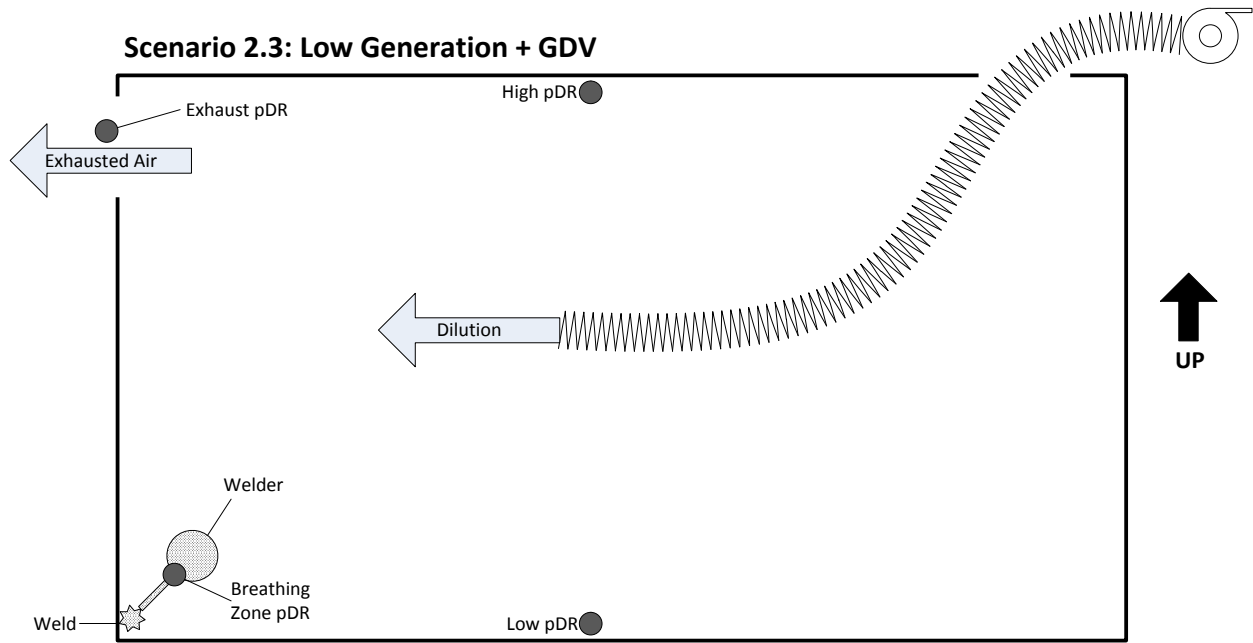 Scenario 2.3: Low Generation + GDV
High pDR
Exhaust pDR
Exhausted Air
Dilution
UP
Welder
Breathing
Zone pDR
Weld
Low pDR